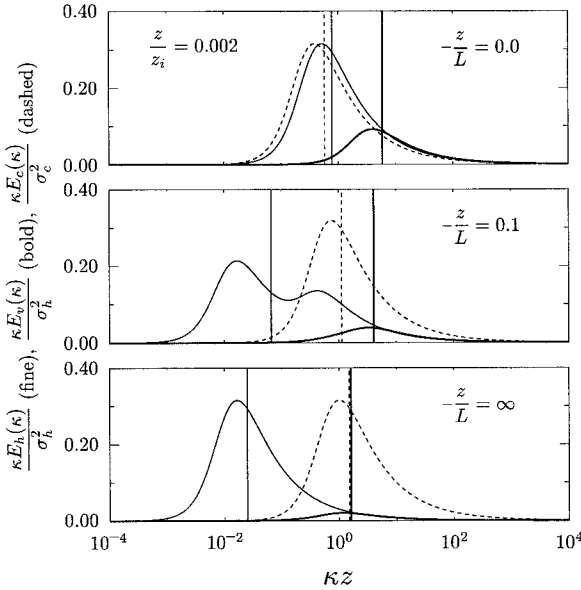 κE_h(κ)/σ_h^2 (fine), κE_v(κ)/σ_h^2 (bold), κE_c(κ)/σ_c^2 (dashed)
0.40
z/z_i = 0.002
-z/L = 0.0
0.20
0.00
0.40
-z/L = 0.1
0.20
0.00
0.40
-z/L = ∞
0.20
0.00
10^-4 10^-2 10^0 10^2 10^4
κz